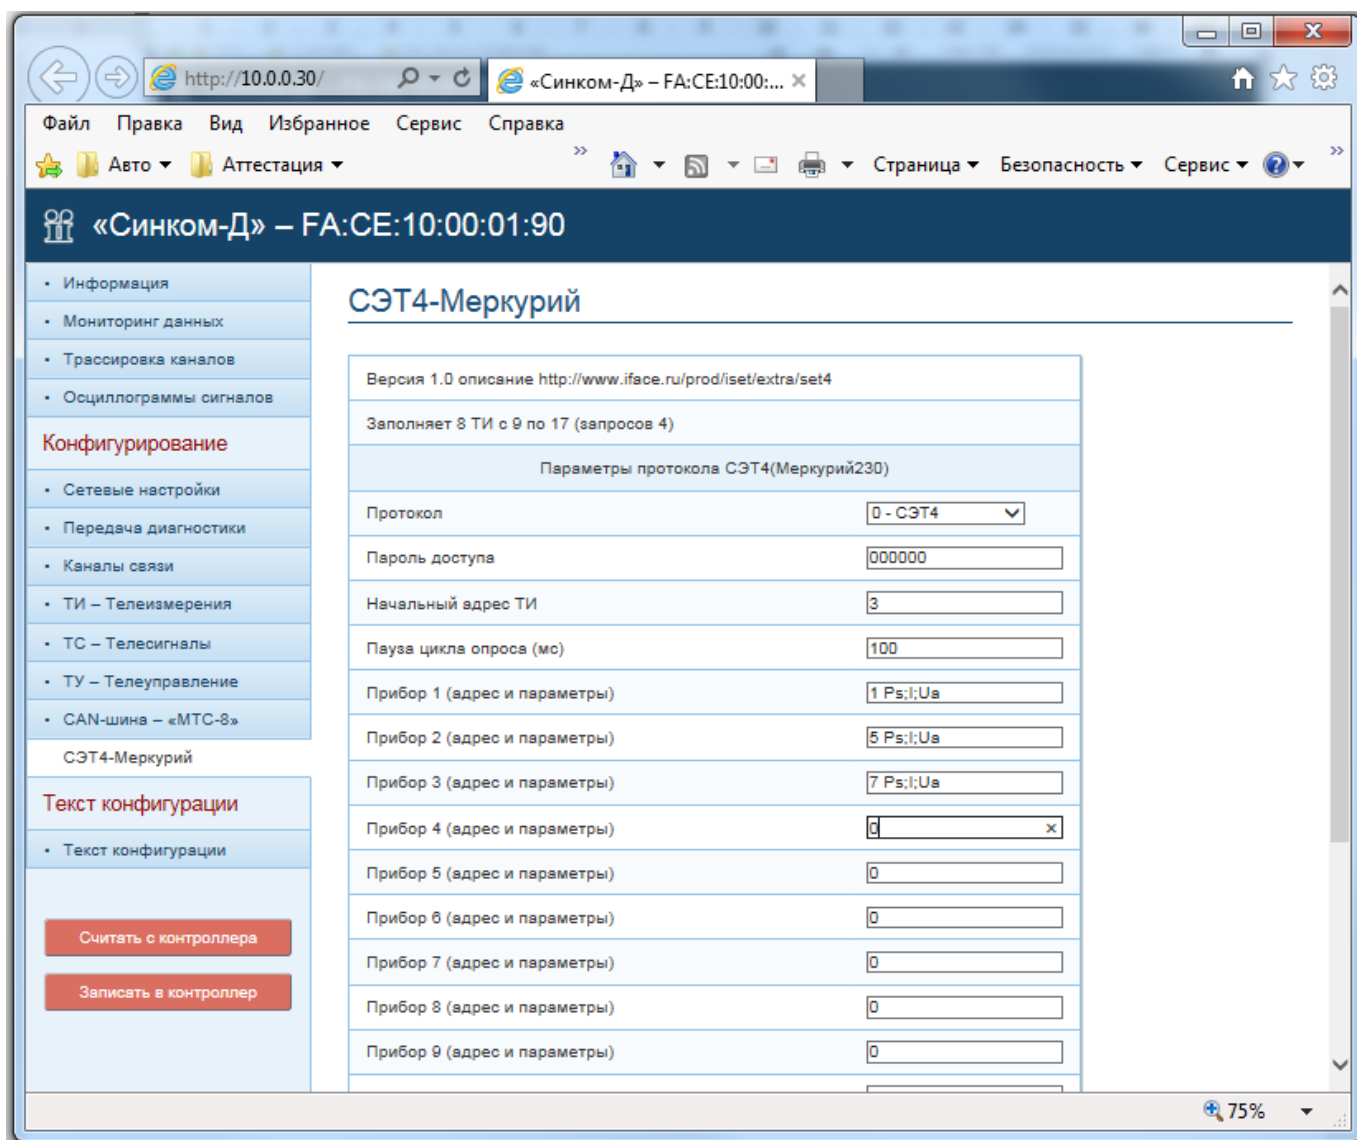 http://10.0.0.30/
«Синком-Д» – FA:CE:10:00:...
Файл Правка Вид Избранное Сервис Справка
Авто Аттестация Страница Безопасность Сервис
«Синком-Д» – FA:CE:10:00:01:90
Информация
Мониторинг данных
Трассировка каналов
Осциллограммы сигналов
Конфигурирование
Сетевые настройки
Передача диагностики
Каналы связи
ТИ – Телеизмерения
ТС – Телесигналы
ТУ – Телеуправление
CAN-шина – «МТС-8»
СЭТ4-Меркурий
Текст конфигурации
Текст конфигурации
Считать с контроллера
Записать в контроллер
СЭТ4-Меркурий
Версия 1.0 описание http://www.iface.ru/prod/iset/extra/set4
Заполняет 8 ТИ с 9 по 17 (запросов 4)
Параметры протокола СЭТ4(Меркурий230)
Протокол 0 - СЭТ4
Пароль доступа 000000
Начальный адрес ТИ 3
Пауза цикла опроса (мс) 100
Прибор 1 (адрес и параметры) 1 Ps;I;Ua
Прибор 2 (адрес и параметры) 5 Ps;I;Ua
Прибор 3 (адрес и параметры) 7 Ps;I;Ua
Прибор 4 (адрес и параметры) 0
Прибор 5 (адрес и параметры) 0
Прибор 6 (адрес и параметры) 0
Прибор 7 (адрес и параметры) 0
Прибор 8 (адрес и параметры) 0
Прибор 9 (адрес и параметры) 0
75%